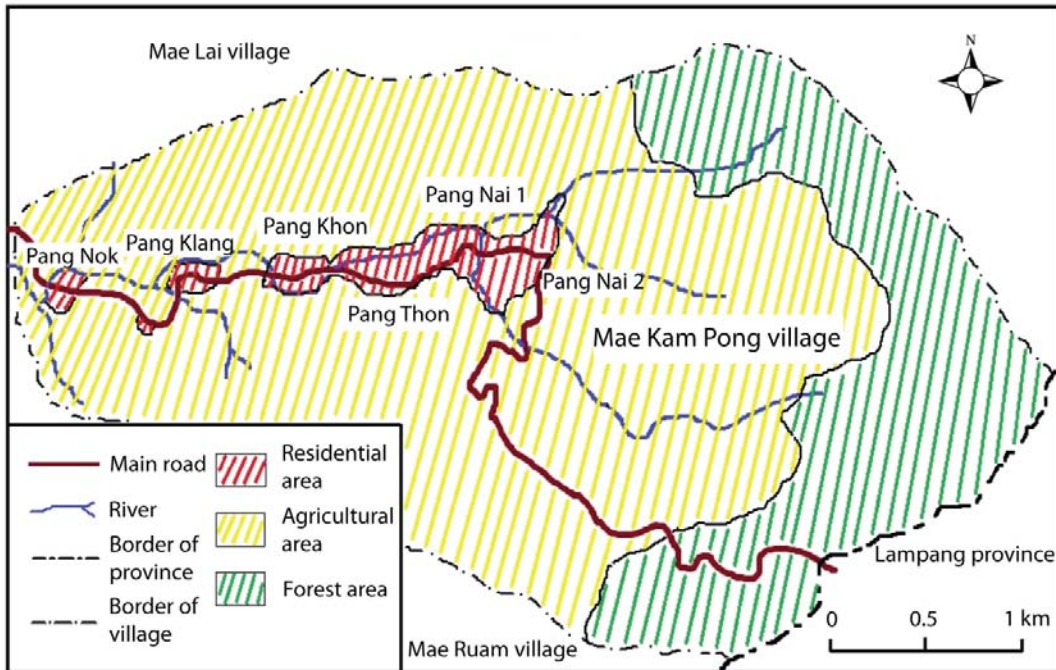 Mae Lai village
N
Pang Nai 1
Pang Khon
Pang Klang
Pang Nok
Pang Nai 2
Pang Thon
Mae Kam Pong village
Main road
River
Border of
province
Border of
village
Residential
area
Agricultural
area
Forest area
Lampang province
0 0.5 1 km
Mae Ruam village